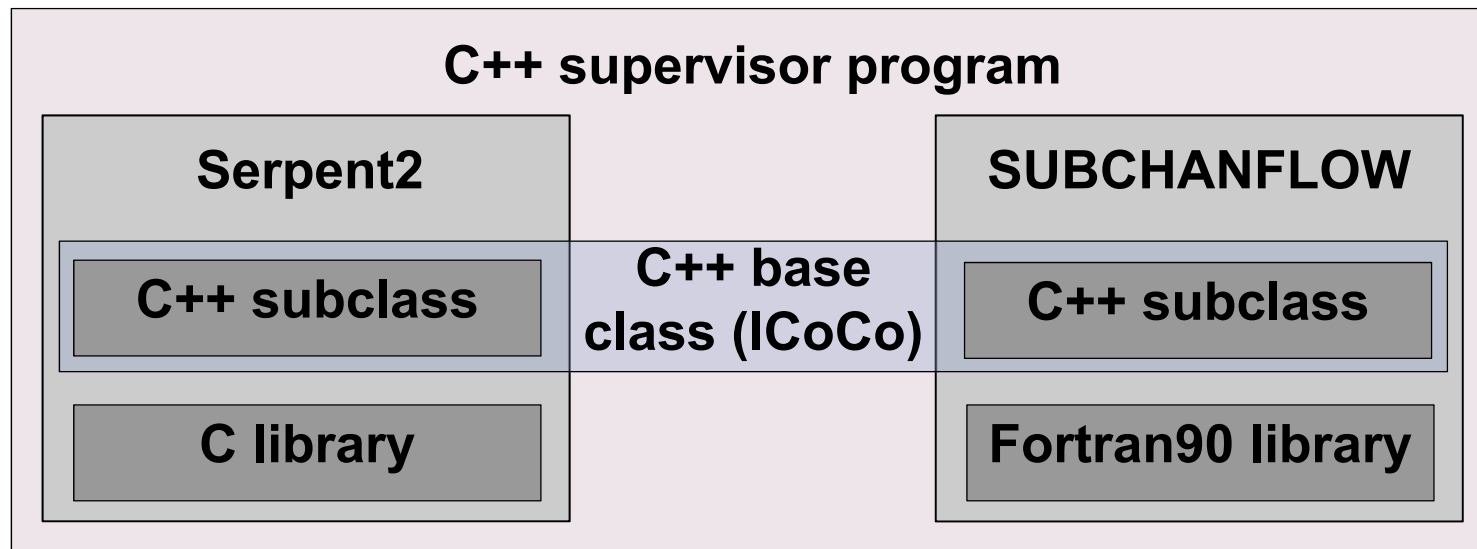 C++ supervisor program
Serpent2
SUBCHANFLOW
C++ subclass
C++ base
class (ICoCo)
C++ subclass
C library
Fortran90 library